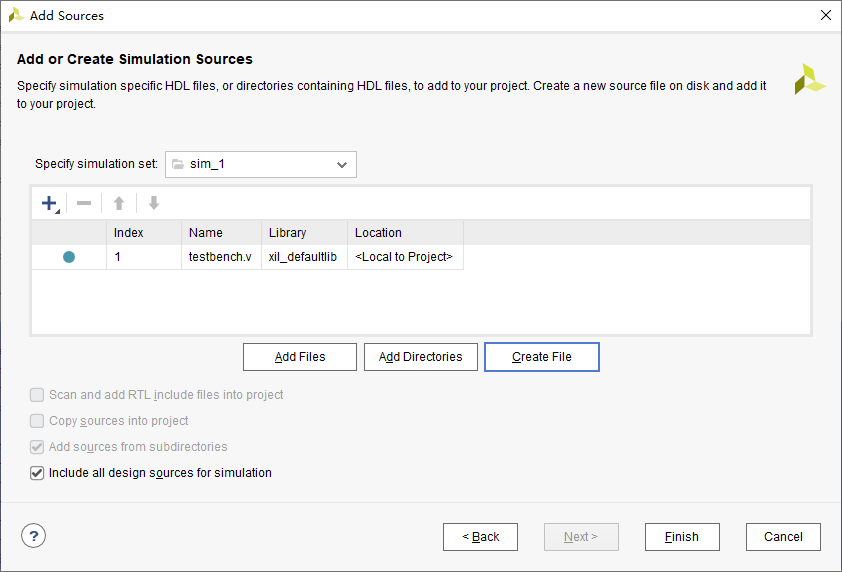 Add Sources
Add or Create Simulation Sources
Specify simulation specific HDL files, or directories containing HDL files, to add to your project. Create a new source file on disk and add it
to your project.
Specify simulation set: sim_1
Index Name Library Location
1 testbench.v xil_defaultlib <Local to Project>
Add Files Add Directories Create File
Scan and add RTL include files into project
Copy sources into project
Add sources from subdirectories
Include all design sources for simulation
? < Back Next > Finish Cancel